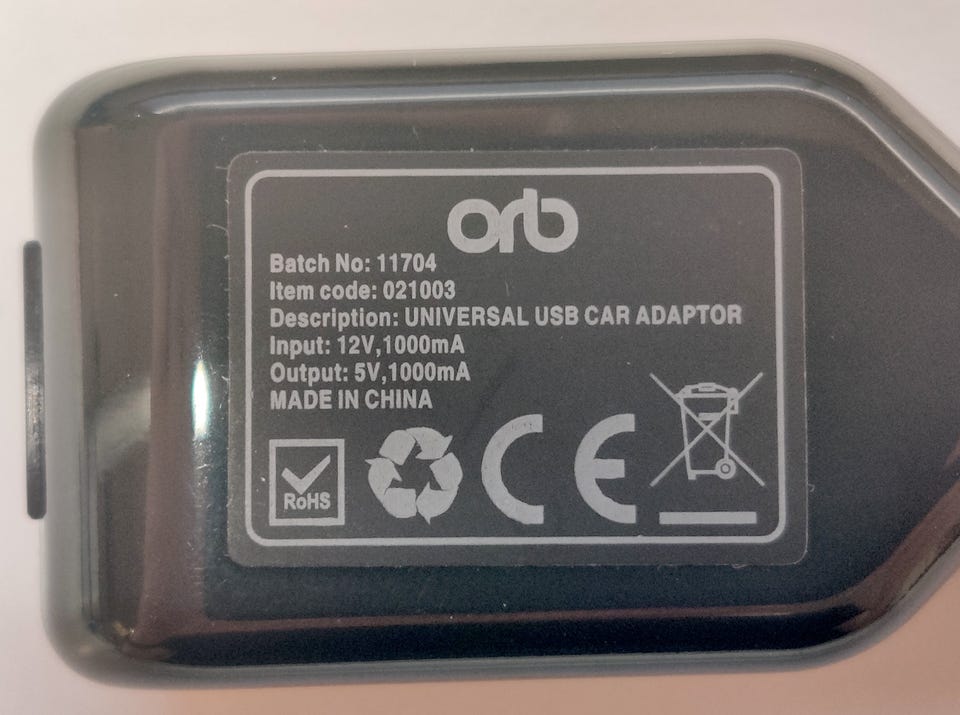 orb
Batch No: 11704
Item code: 021003
Description: UNIVERSAL USB CAR ADAPTOR
Input: 12V,1000mA
Output: 5V,1000mA
MADE IN CHINA
RoHS
CE